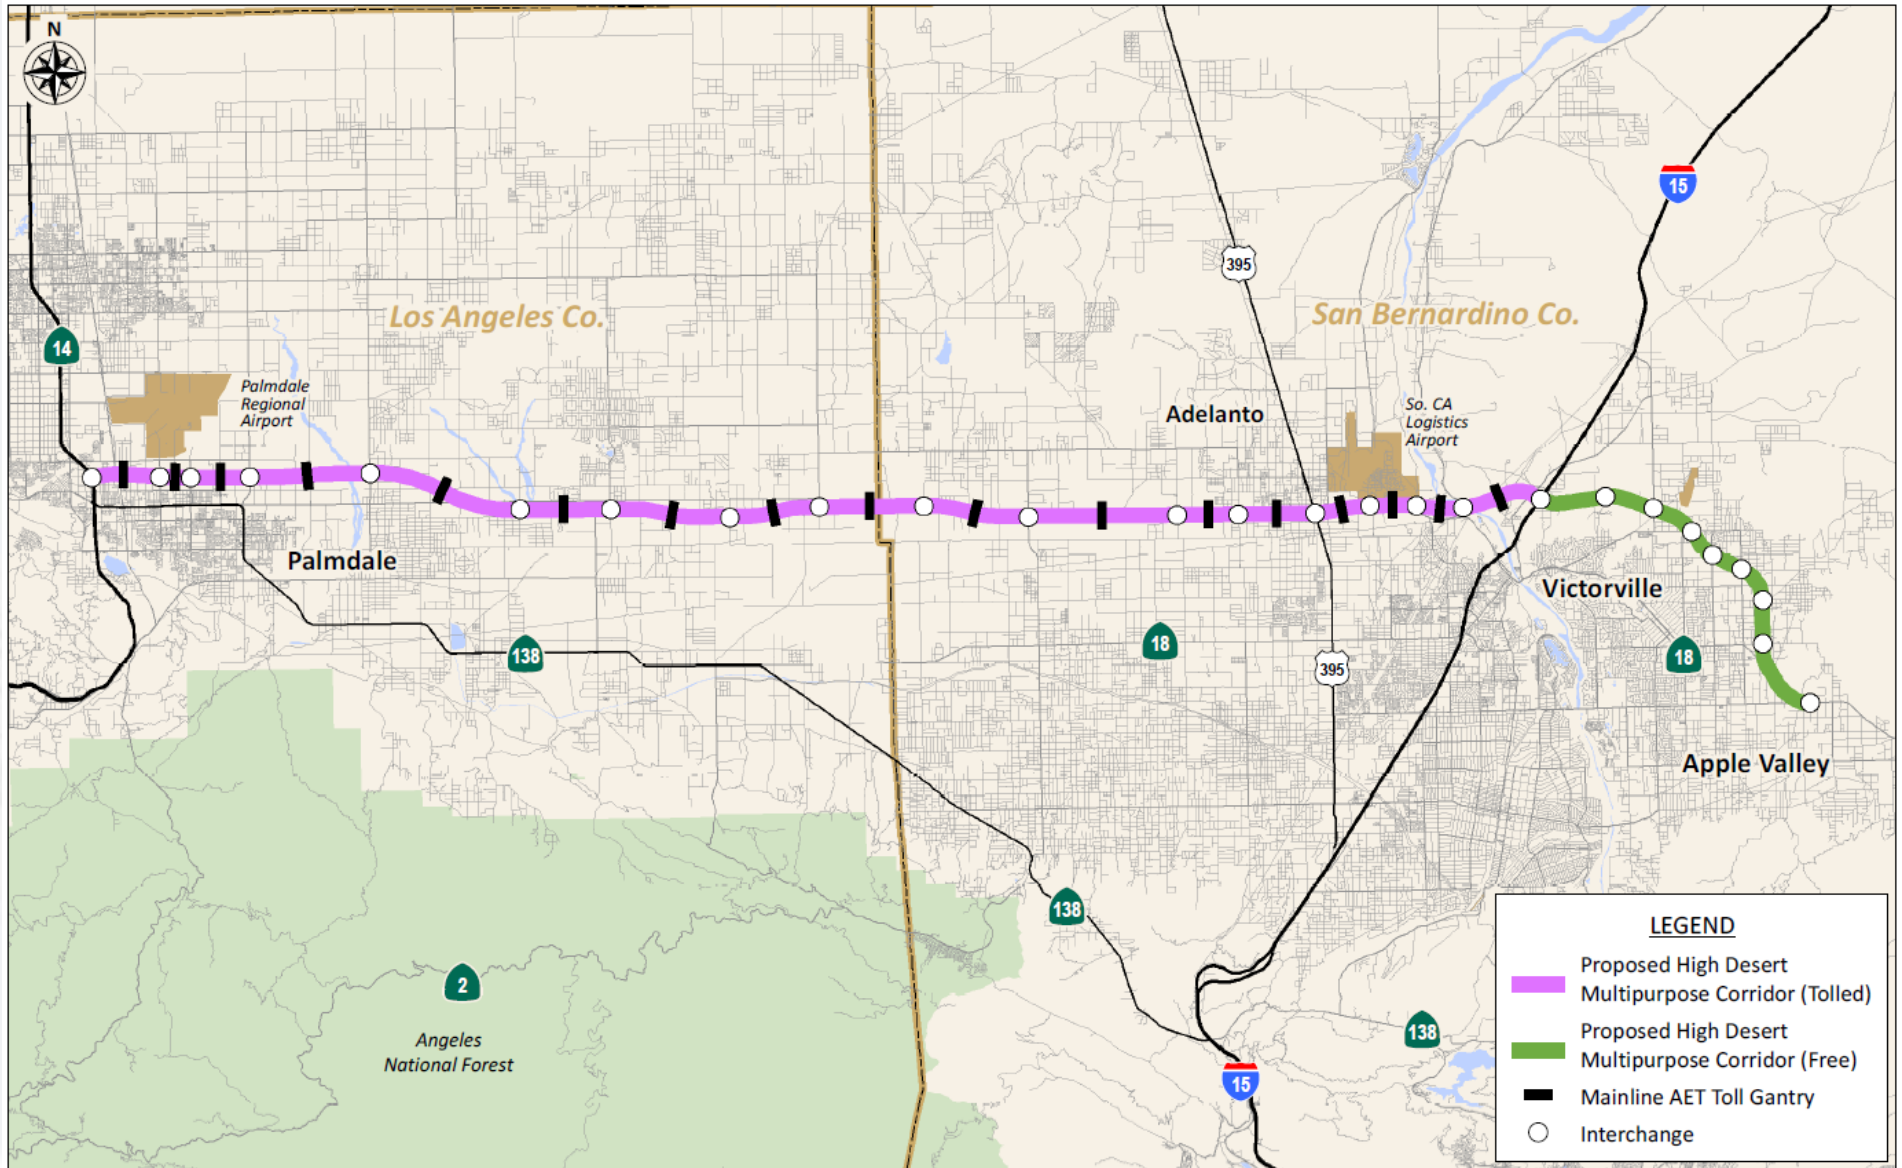 N
15
395
Los Angeles Co.
San Bernardino Co.
14
Palmdale
Regional
Airport
Adelanto
So. CA
Logistics
Airport
Palmdale
Victorville
138
18
395
18
Apple Valley
138
2
Angeles
National Forest
138
15
LEGEND
Proposed High Desert
Multipurpose Corridor (Tolled)
Proposed High Desert
Multipurpose Corridor (Free)
Mainline AET Toll Gantry
Interchange